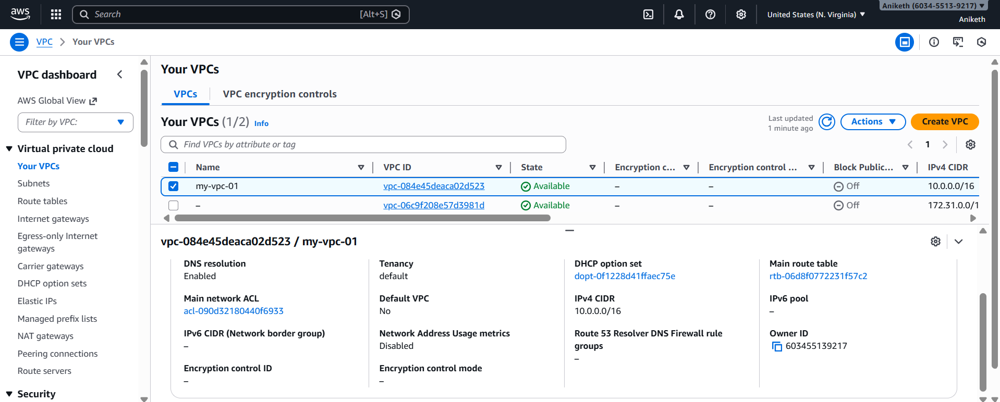 aws
Search
[Alt+S]
United States (N. Virginia)
Aniketh (6034-5513-9217)
Aniketh
VPC
Your VPCs
VPC dashboard
AWS Global View
Filter by VPC:
Virtual private cloud
Your VPCs
Subnets
Route tables
Internet gateways
Egress-only Internet
gateways
Carrier gateways
DHCP option sets
Elastic IPs
Managed prefix lists
NAT gateways
Peering connections
Route servers
Security
Your VPCs
VPCs
VPC encryption controls
Your VPCs (1/2) Info
Last updated
1 minute ago
Actions
Create VPC
Find VPCs by attribute or tag
1
Name VPC ID State Encryption c... Encryption control ... Block Public... IPv4 CIDR
my-vpc-01 vpc-084e45deaca02d523 Available – – Off 10.0.0.0/16
– vpc-06c9f208e57d3981d Available – – Off 172.31.0.0/1
vpc-084e45deaca02d523 / my-vpc-01
DNS resolution
Enabled
Tenancy
default
DHCP option set
dopt-0f1228d41ffaec75e
Main route table
rtb-06d8f0772231f57c2
Main network ACL
acl-090d32180440f6933
Default VPC
No
IPv4 CIDR
10.0.0.0/16
IPv6 pool
–
IPv6 CIDR (Network border group)
–
Network Address Usage metrics
Disabled
Route 53 Resolver DNS Firewall rule
groups
–
Owner ID
603455139217
Encryption control ID
–
Encryption control mode
–